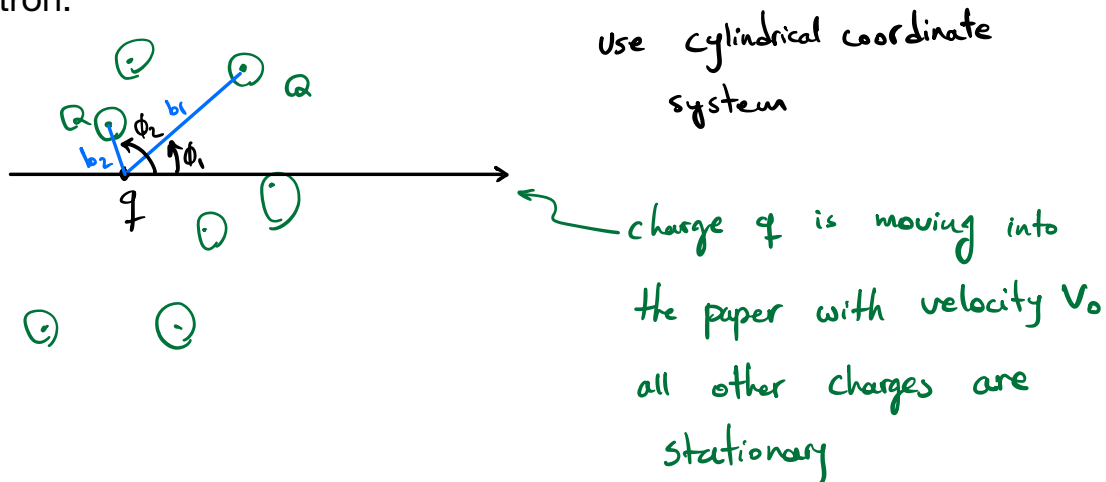 tron.
use cylindrical coordinate
system
Q
Q
b1
ϕ2
ϕ1
b2
q
charge q is moving into
the paper with velocity V₀
all other charges are
stationary